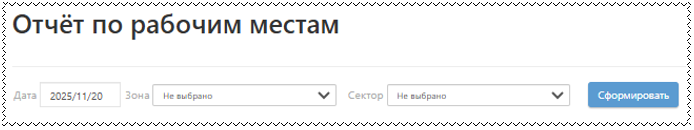 Отчёт по рабочим местам
Дата 2025/11/20 Зона Не выбрано Сектор Не выбрано Сформировать